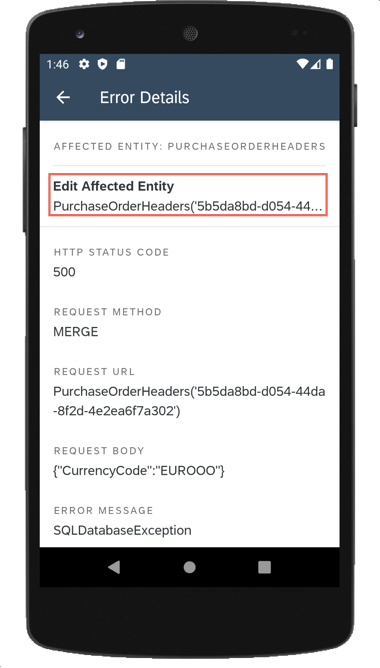 1:46
Error Details
AFFECTED ENTITY: PURCHASEORDERHEADERS
Edit Affected Entity
PurchaseOrderHeaders('5b5da8bd-d054-44...
HTTP STATUS CODE
500
REQUEST METHOD
MERGE
REQUEST URL
PurchaseOrderHeaders('5b5da8bd-d054-44da
-8f2d-4e2ea6f7a302')
REQUEST BODY
{"CurrencyCode":"EUROOO"}
ERROR MESSAGE
SQLDatabaseException